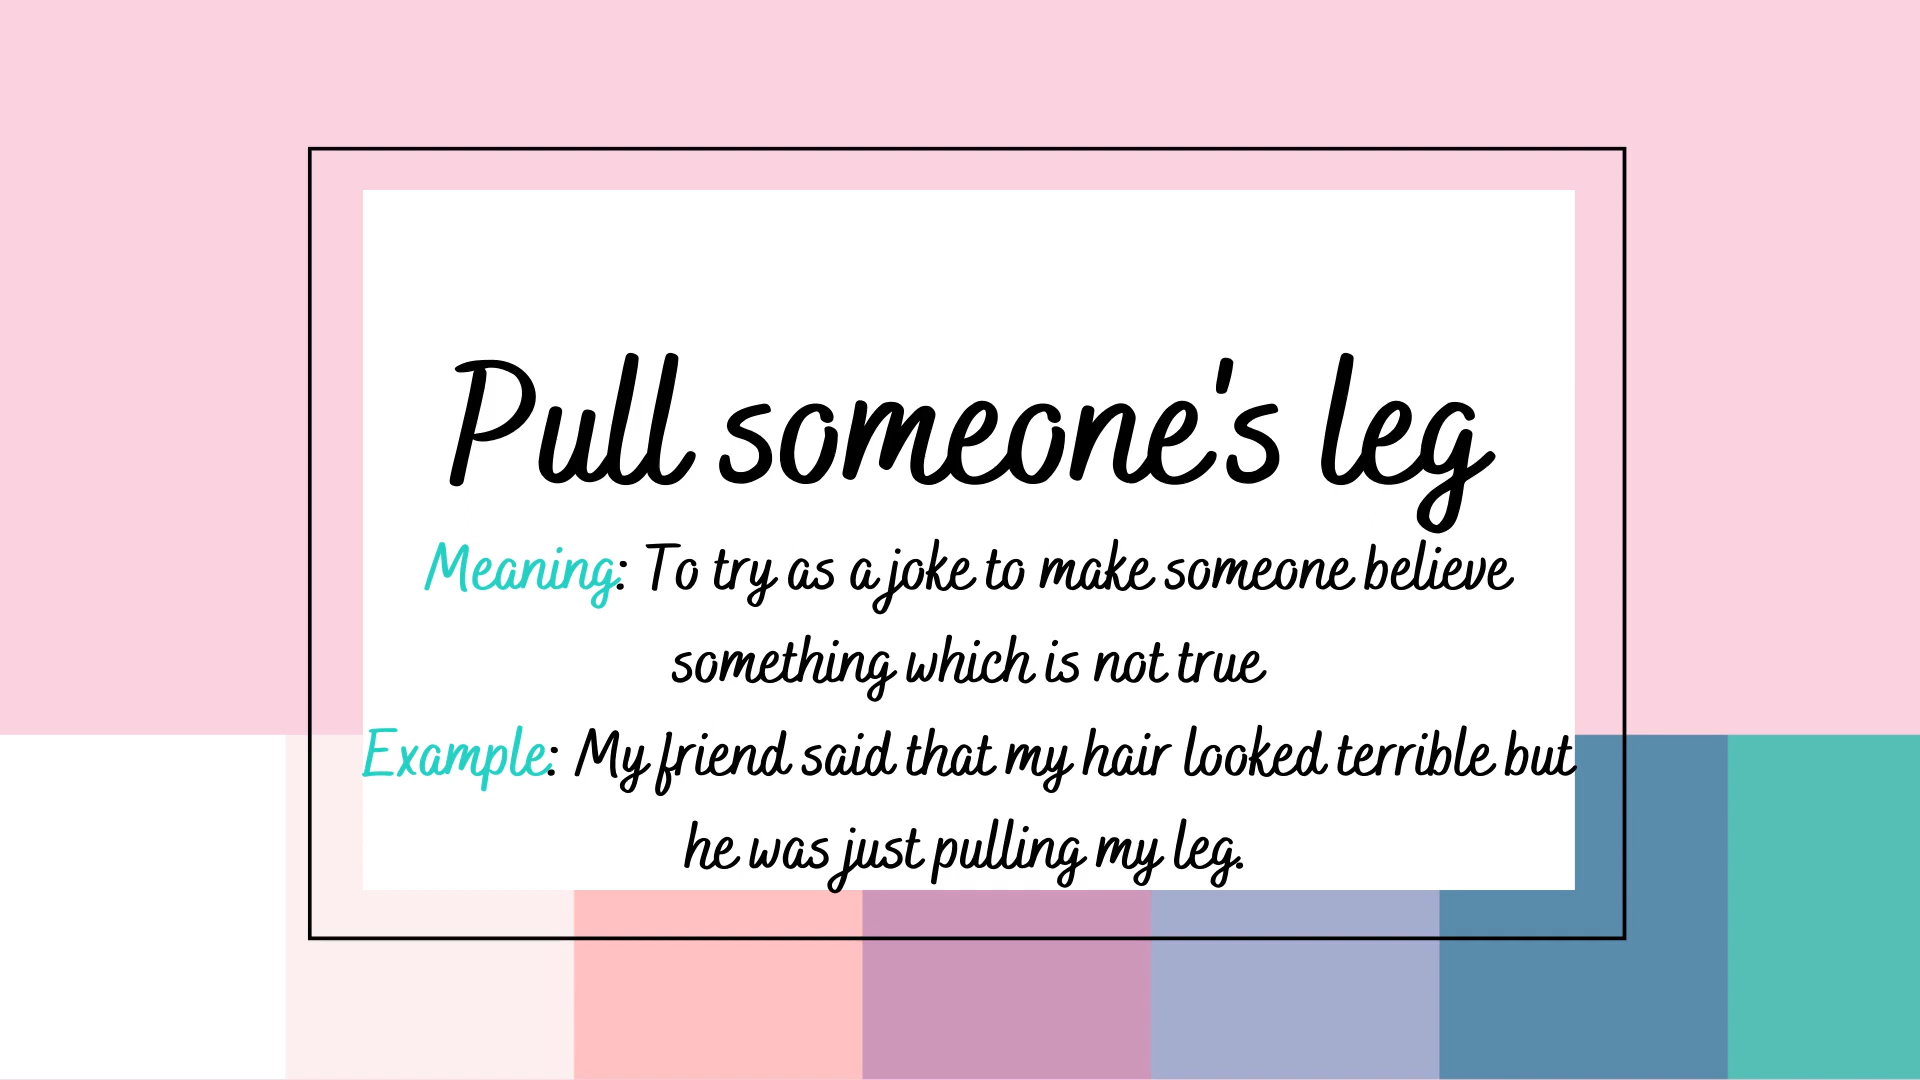 Pull someone's leg
Meaning: To try as a joke to make someone believe
something which is not true
Example: My friend said that my hair looked terrible but
he was just pulling my leg.